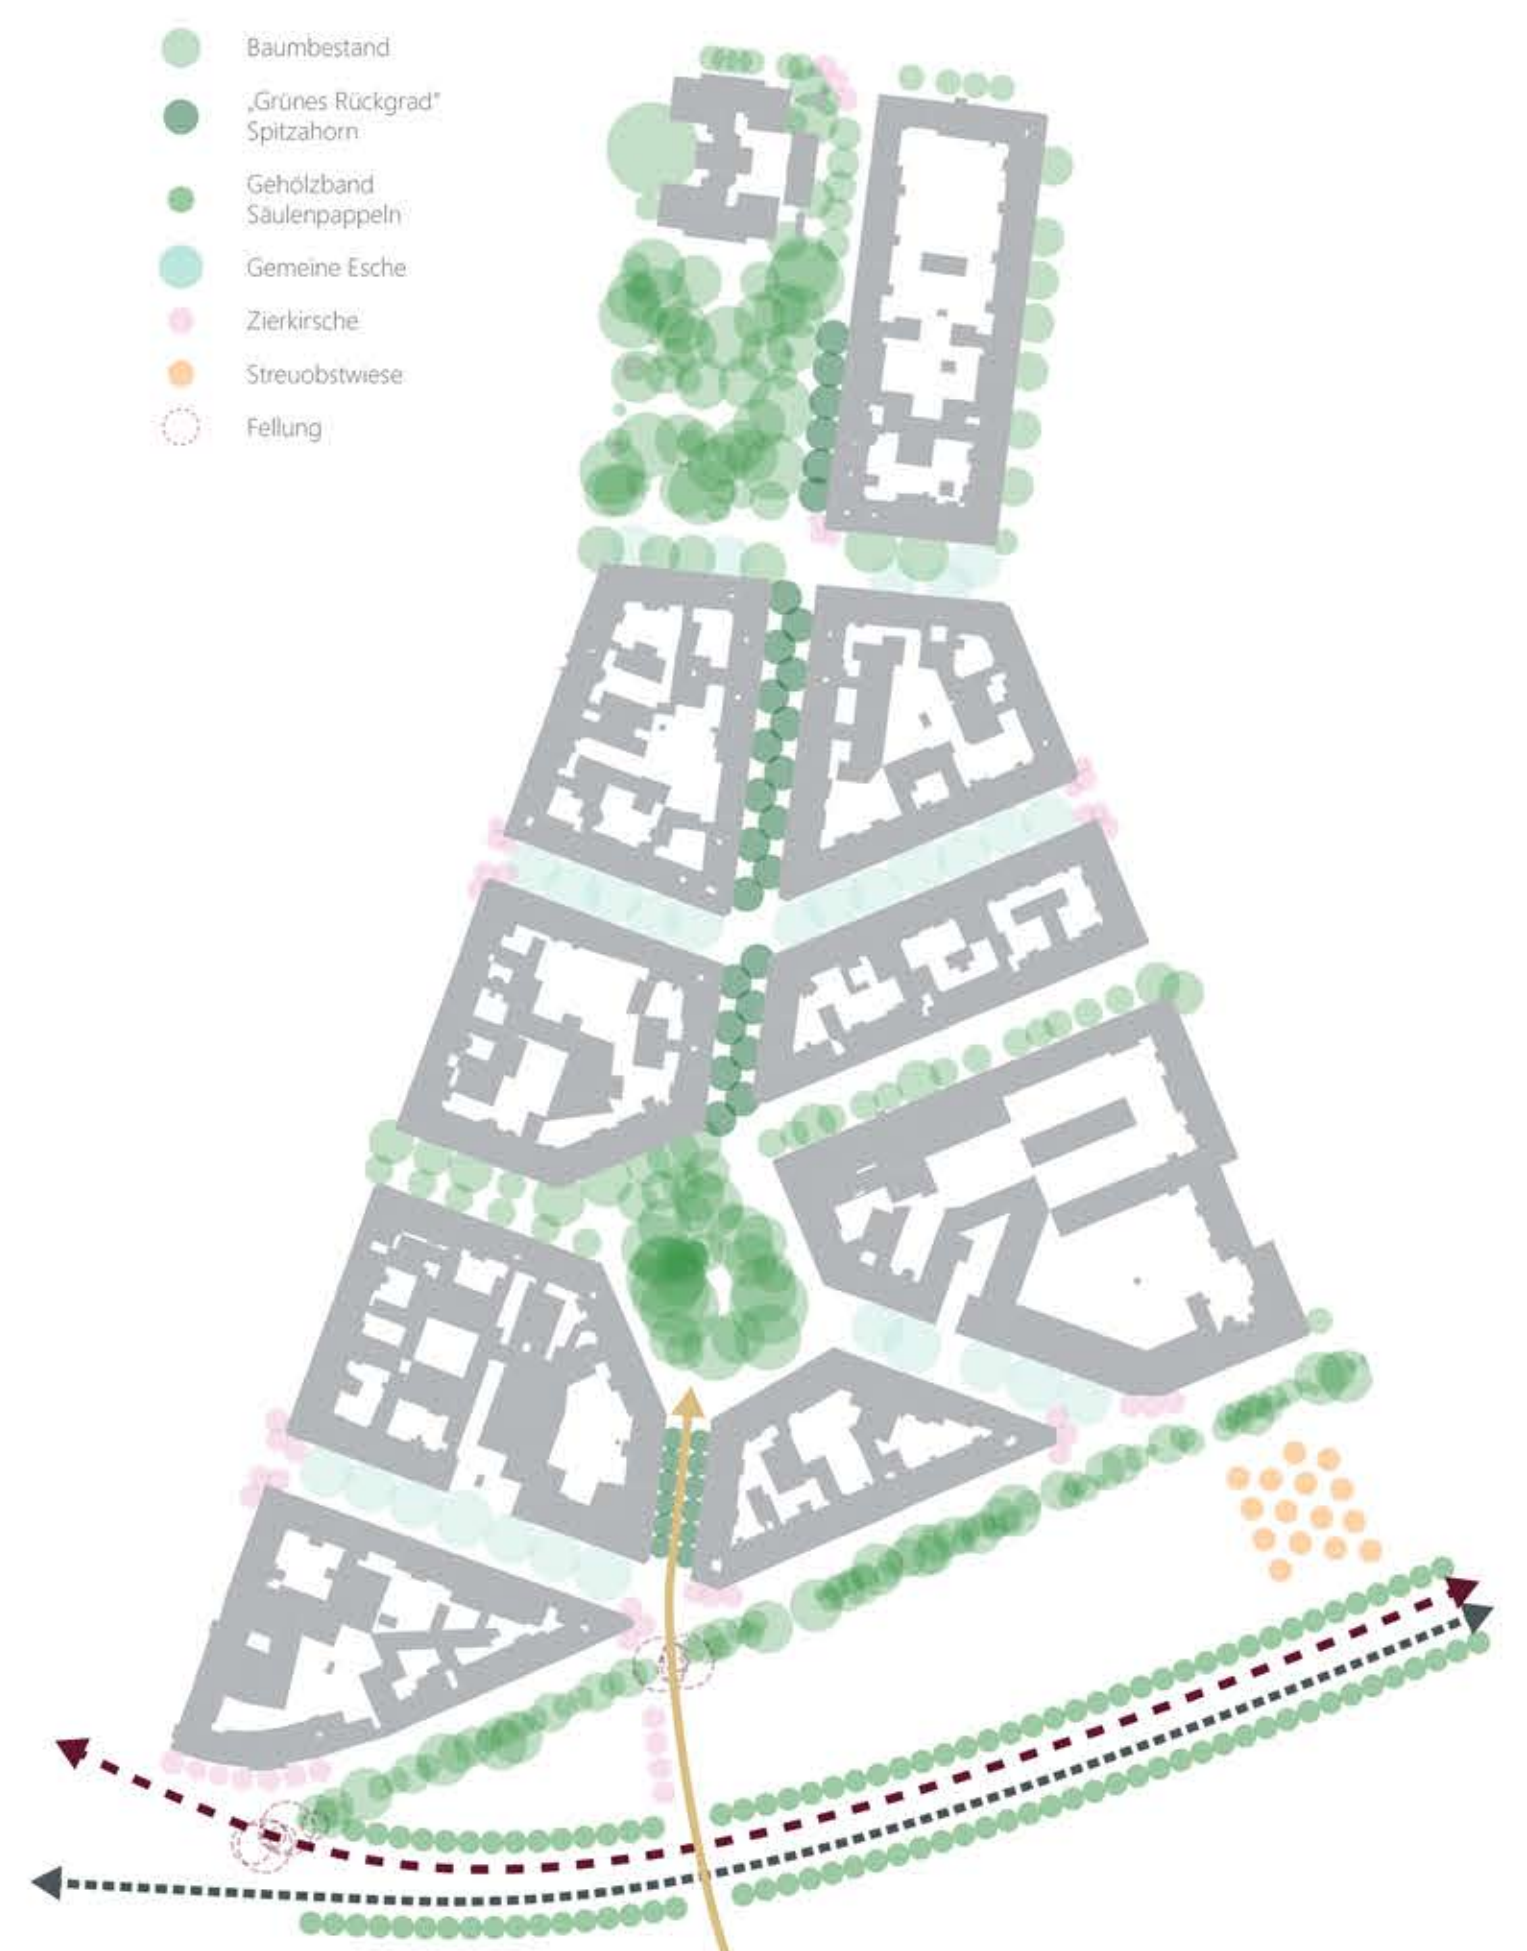 Baumbestand
„Grünes Rückgrad"
Spitzahorn
Gehölzband
Säulenpappeln
Gemeine Esche
Zierkirsche
Streuobstwiese
Fellung